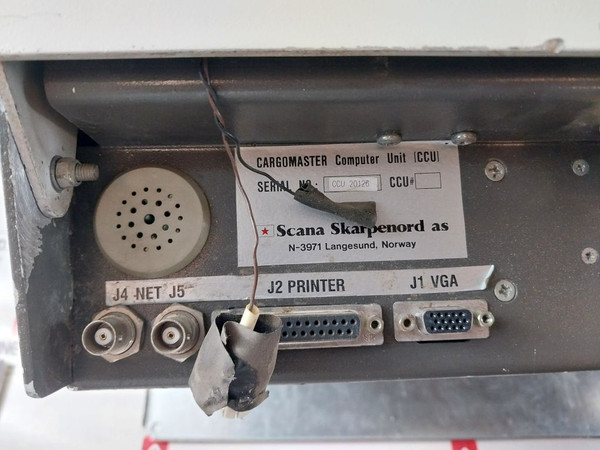 CARGOMASTER Computer Unit (CCU)
SERIAL NO: CCU 20126 CCU#
Scana Skarpenord as
N-3971 Langesund, Norway
J4 NET J5 J2 PRINTER J1 VGA